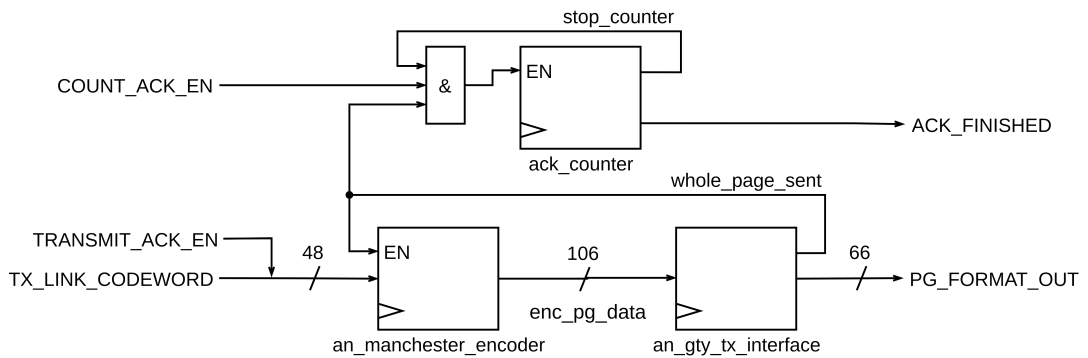 stop_counter
COUNT_ACK_EN
&
EN
ACK_FINISHED
ack_counter
whole_page_sent
TRANSMIT_ACK_EN
48
EN
106
66
TX_LINK_CODEWORD
PG_FORMAT_OUT
enc_pg_data
an_manchester_encoder
an_gty_tx_interface